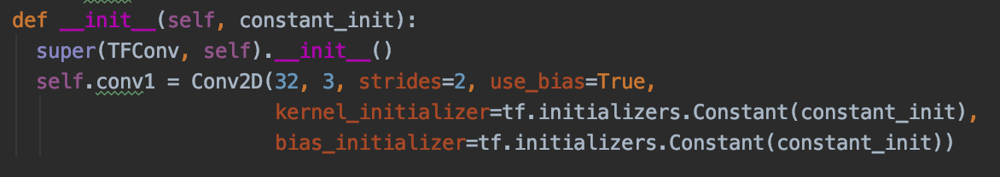 def __init__(self, constant_init):
super(TFConv, self).__init__()
self.conv1 = Conv2D(32, 3, strides=2, use_bias=True,
kernel_initializer=tf.initializers.Constant(constant_init),
bias_initializer=tf.initializers.Constant(constant_init))